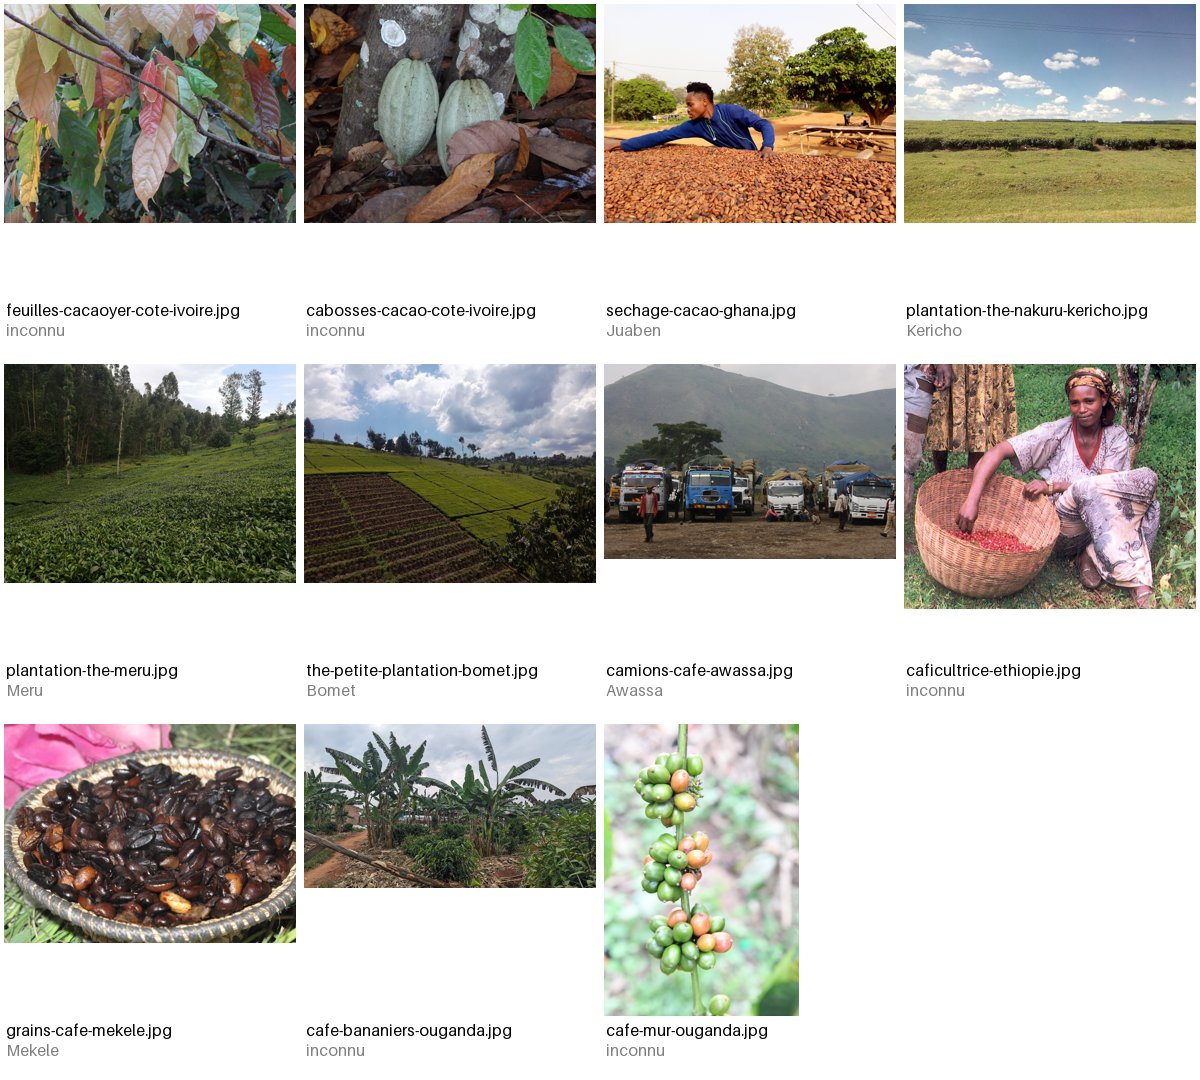 feuilles-cacaoyer-cote-ivoire.jpg
inconnu
cabosses-cacao-cote-ivoire.jpg
inconnu
sechage-cacao-ghana.jpg
Juaben
plantation-the-nakuru-kericho.jpg
Kericho
plantation-the-meru.jpg
Meru
the-petite-plantation-bomet.jpg
Bomet
camions-cafe-awassa.jpg
Awassa
caficultrice-ethiopie.jpg
inconnu
grains-cafe-mekele.jpg
Mekele
cafe-bananiers-ouganda.jpg
inconnu
cafe-mur-ouganda.jpg
inconnu